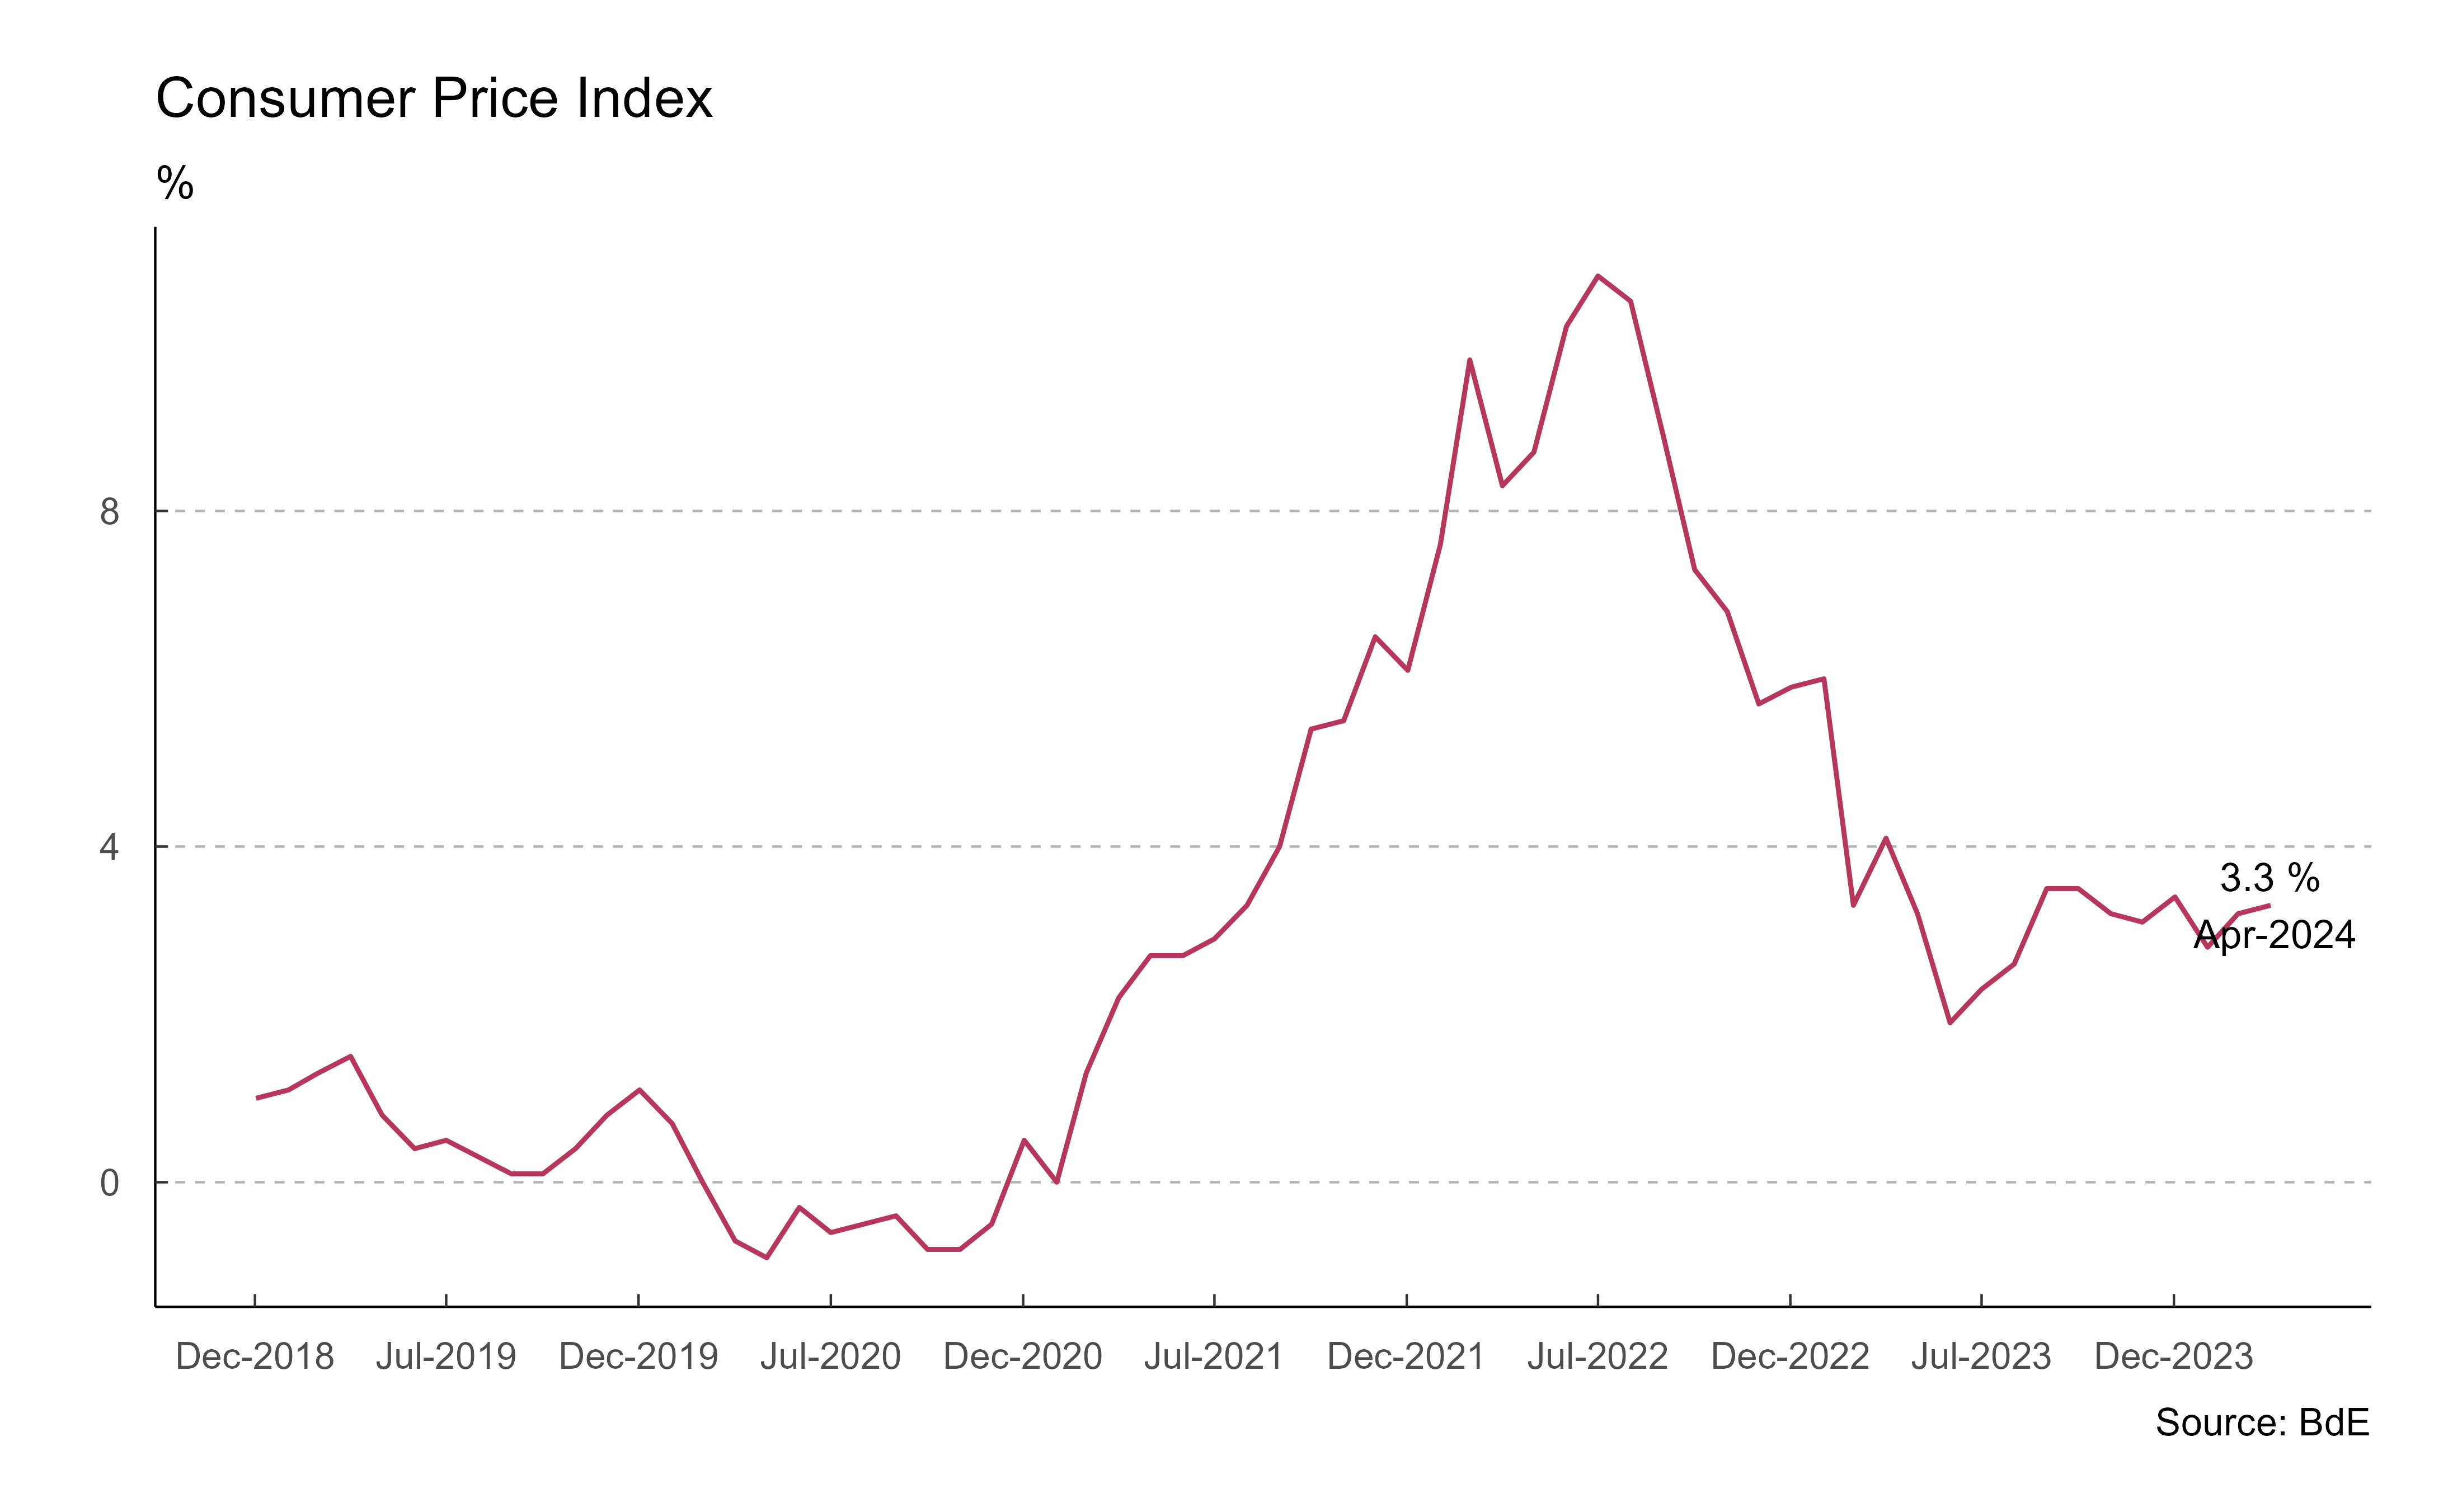 Consumer Price Index
%
8
4
3.3 %
Apr-2024
0
Dec-2018 Jul-2019 Dec-2019 Jul-2020 Dec-2020 Jul-2021 Dec-2021 Jul-2022 Dec-2022 Jul-2023 Dec-2023
Source: BdE